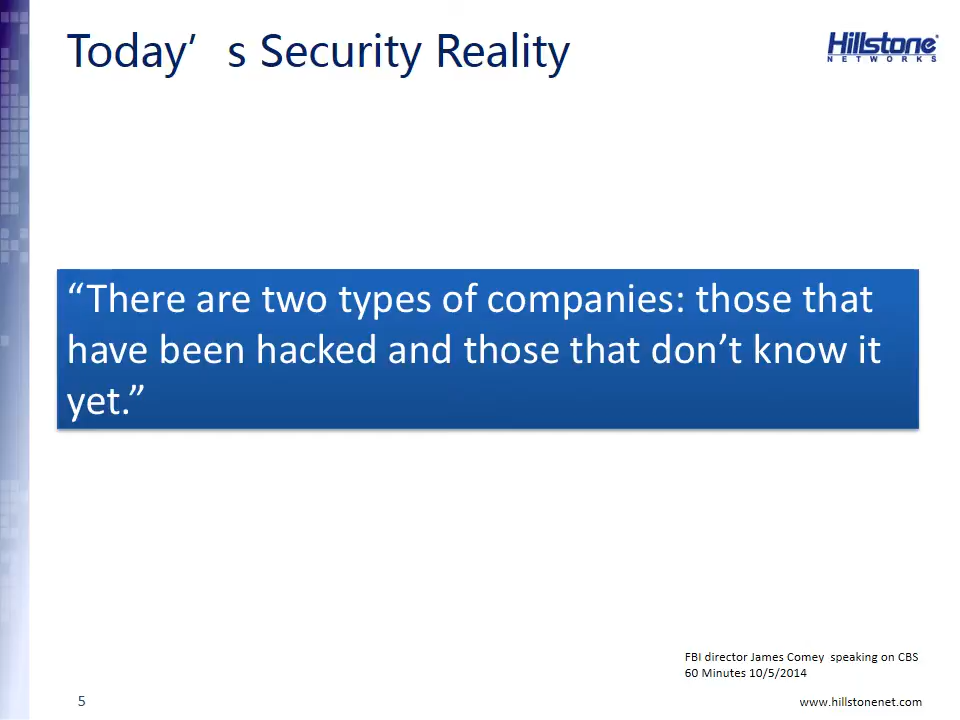 Today’s Security Reality
Hillstone
NETWORKS
“There are two types of companies: those that
have been hacked and those that don’t know it
yet.”
FBI director James Comey speaking on CBS
60 Minutes 10/5/2014
5
www.hillstonenet.com